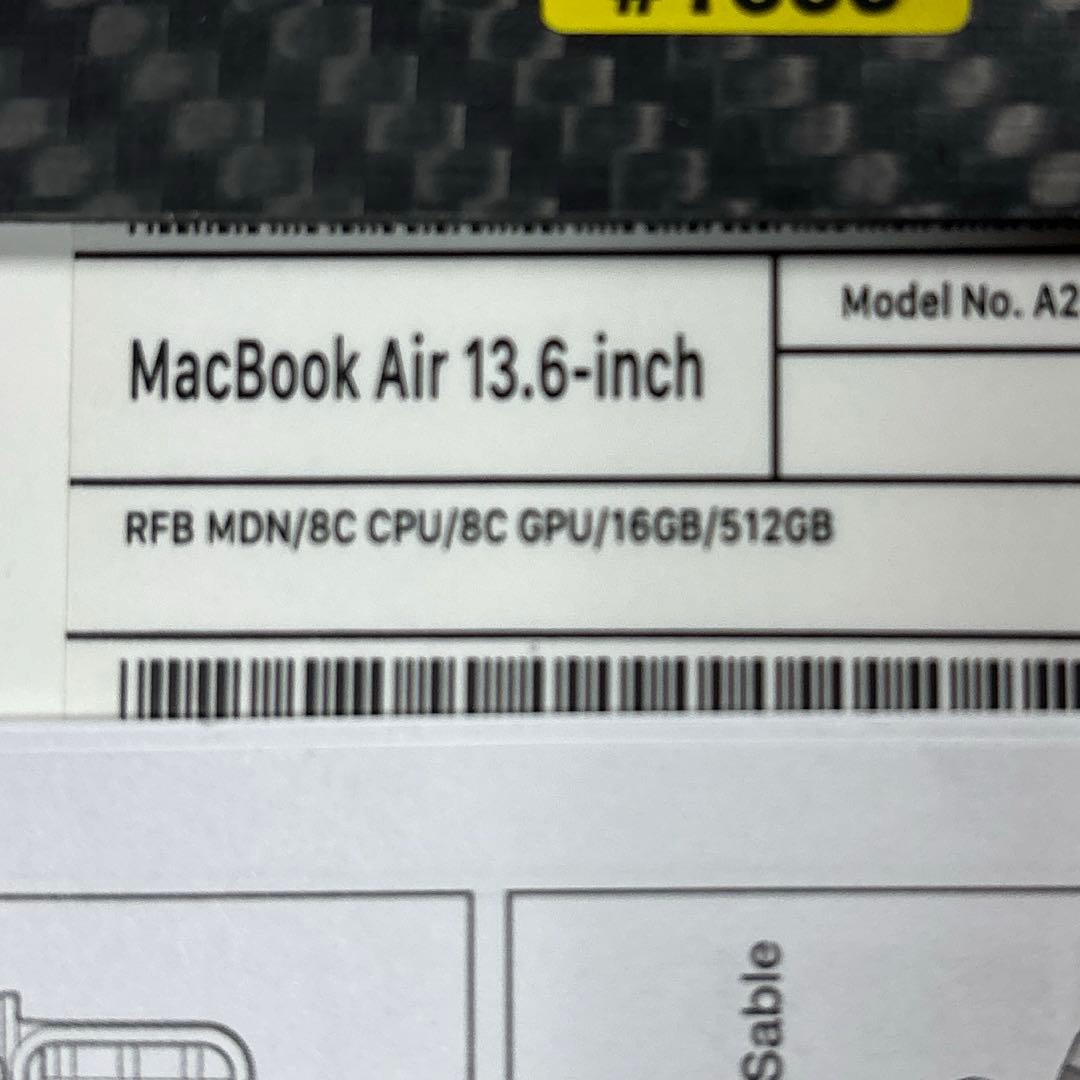 MacBook Air 13.6-inch
Model No. A2
RFB MDN/8C CPU/8C GPU/16GB/512GB
Sable